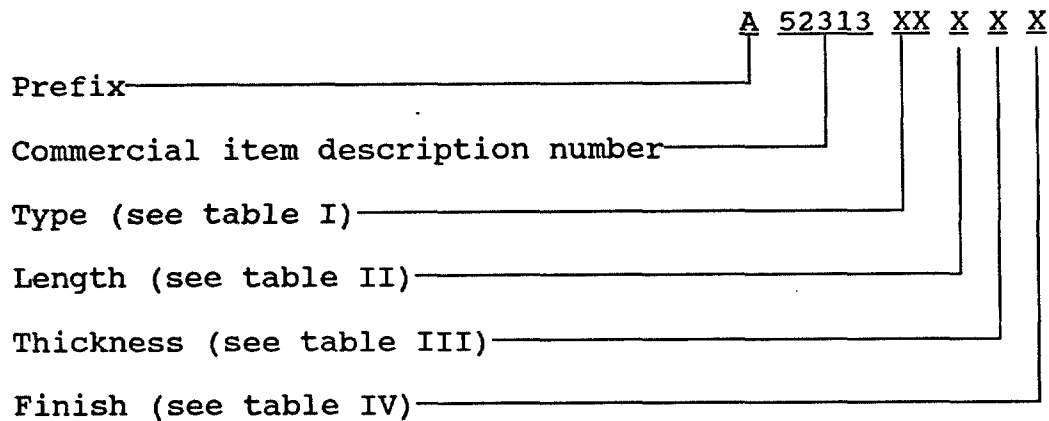 A 52313 XX X X X
Prefix
Commercial item description number
Type (see table I)
Length (see table II)
Thickness (see table III)
Finish (see table IV)